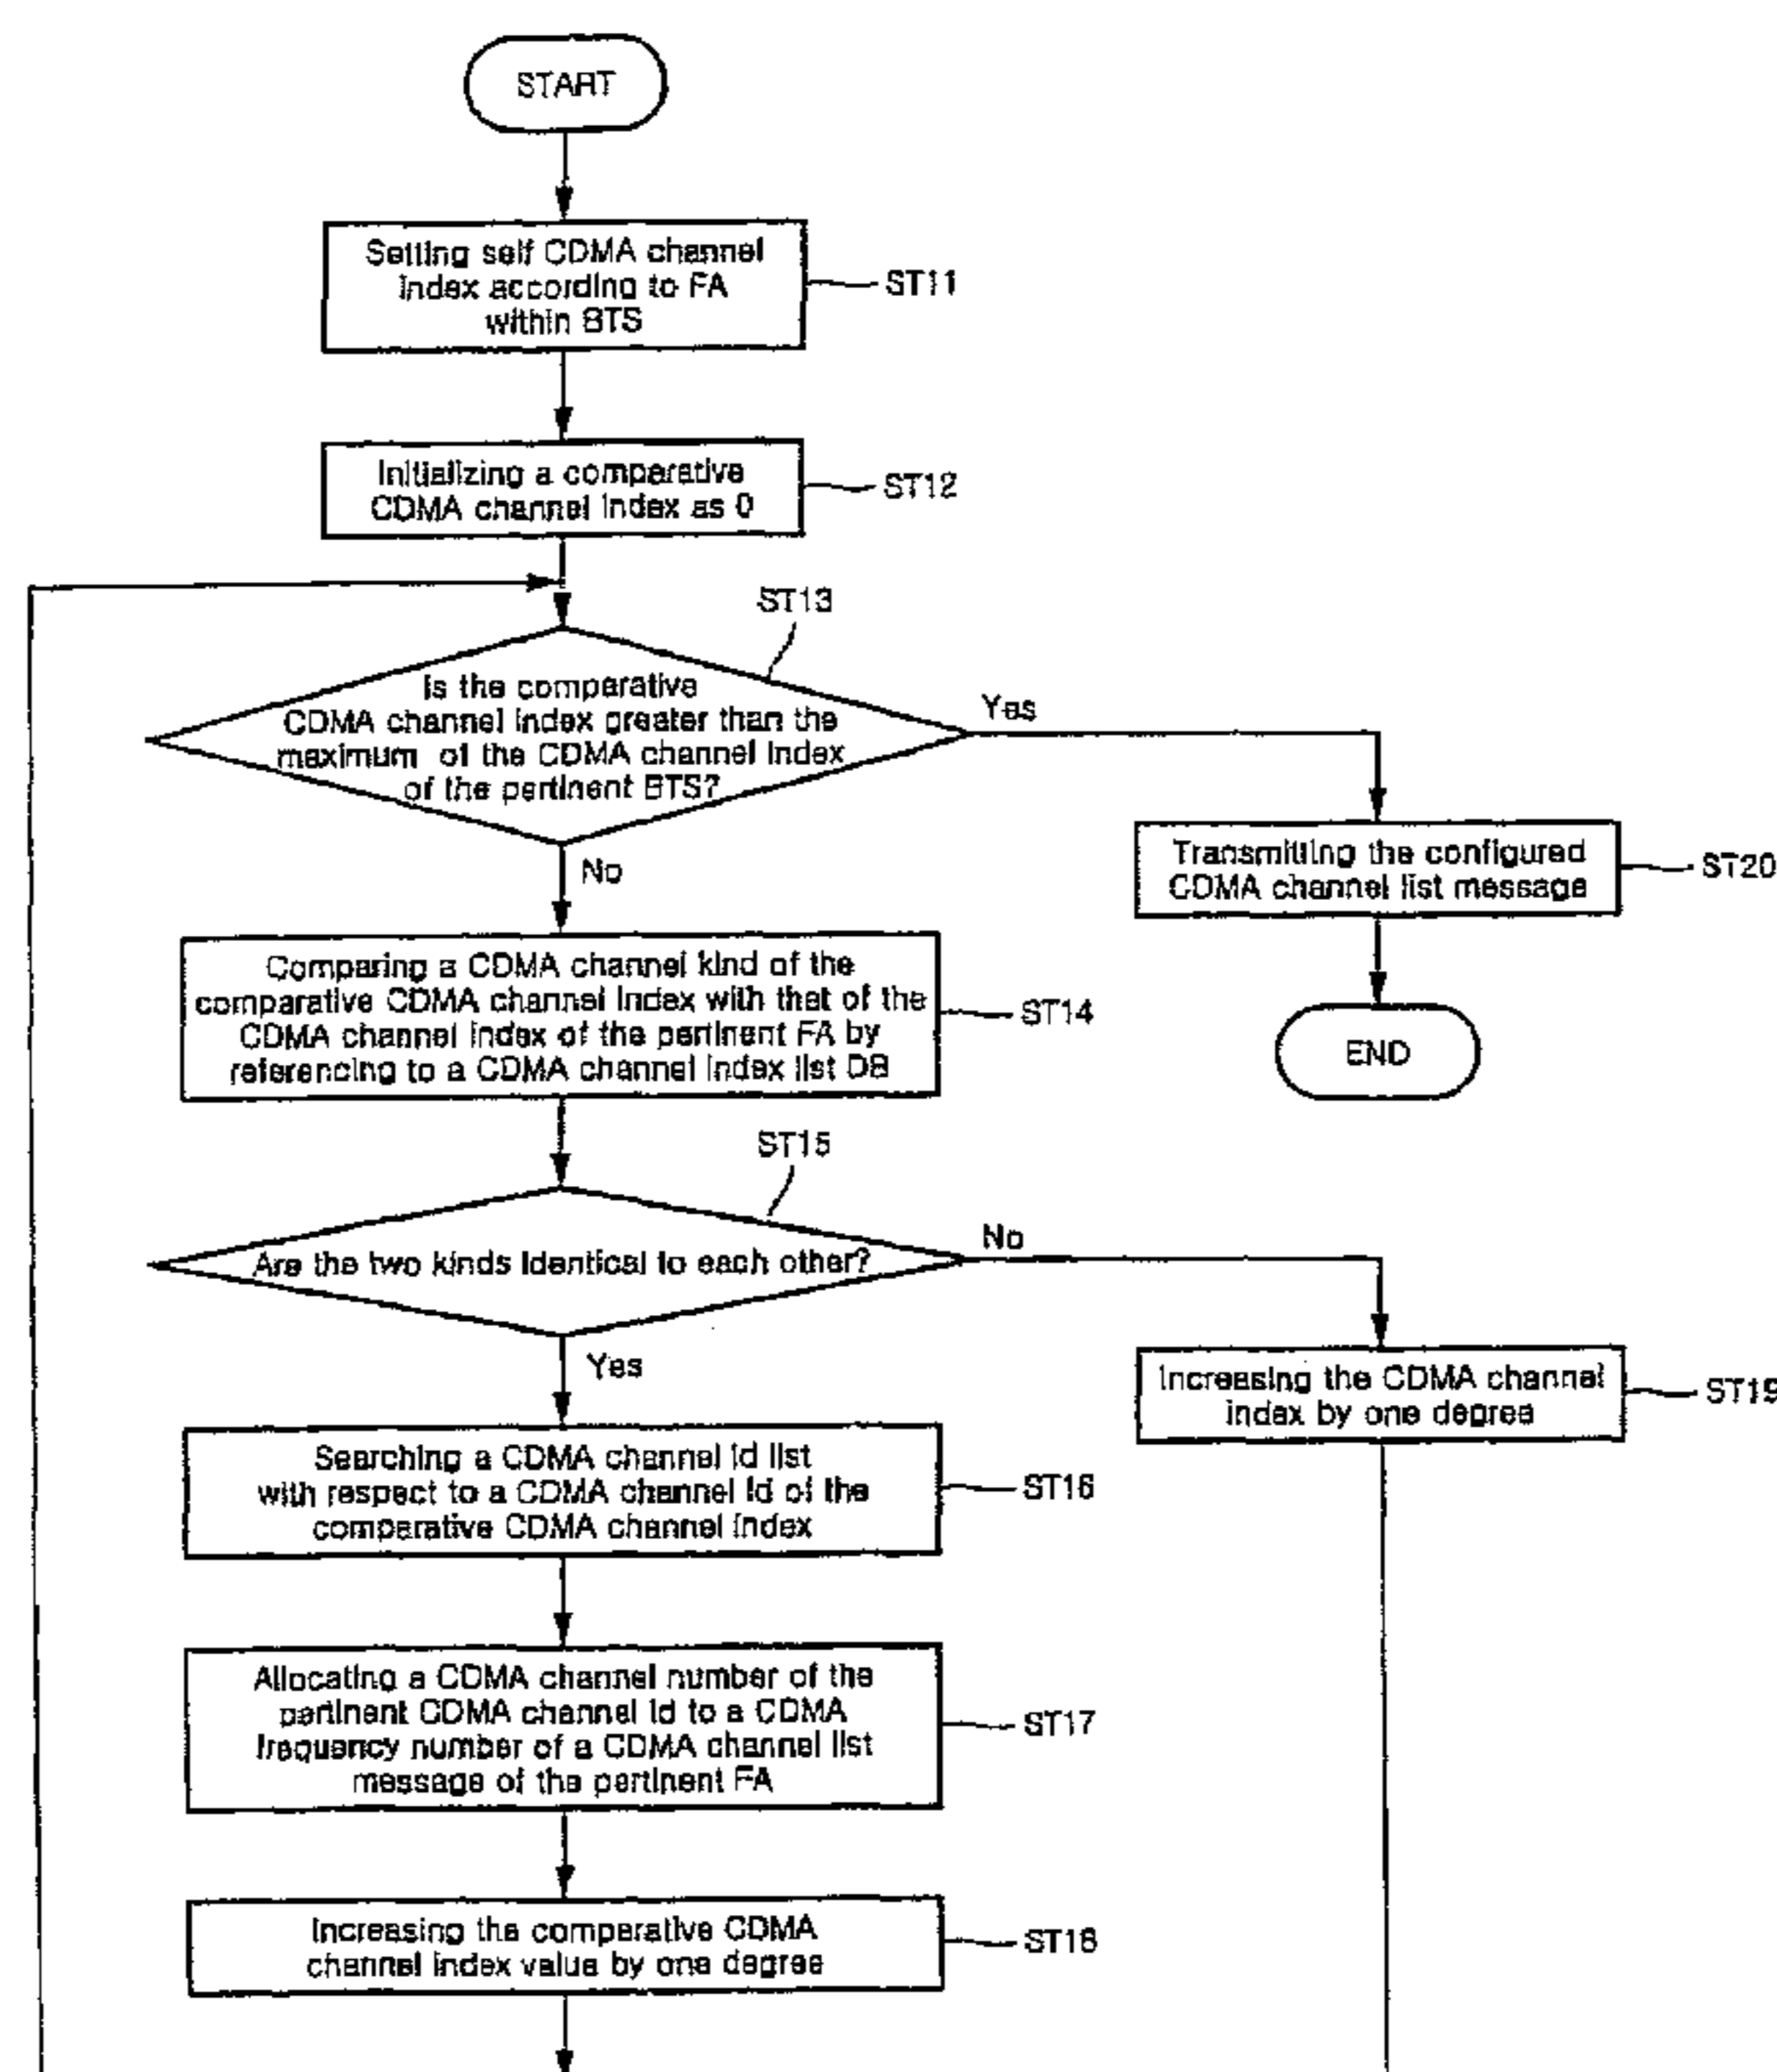 START
Setting self CDMA channel
index according to FA
within BTS
ST11
Initializing a comparative
CDMA channel index as 0
ST12
ST13
Is the comparative
CDMA channel index greater than the
maximum of the CDMA channel index
of the pertinent BTS?
Yes
No
Transmitting the configured
CDMA channel list message
ST20
Comparing a CDMA channel kind of the
comparative CDMA channel index with that of the
CDMA channel index of the pertinent FA by
referencing to a CDMA channel index list DB
ST14
END
ST15
Are the two kinds identical to each other?
No
Yes
Increasing the CDMA channel
index by one degree
ST19
Searching a CDMA channel id list
with respect to a CDMA channel id of the
comparative CDMA channel index
ST16
Allocating a CDMA channel number of the
pertinent CDMA channel id to a CDMA
frequency number of a CDMA channel list
message of the pertinent FA
ST17
Increasing the comparative CDMA
channel index value by one degree
ST18